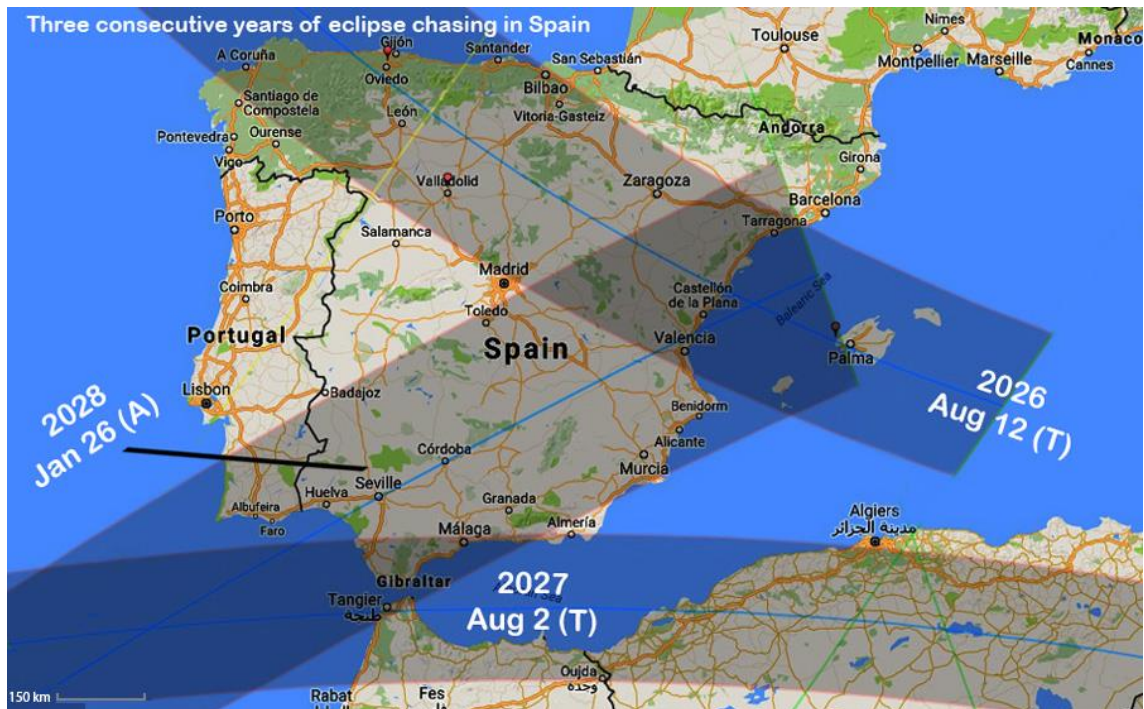 Three consecutive years of eclipse chasing in Spain
A Coruña
Gijón
Oviedo
Santander
San Sebastián
Bilbao
Toulouse
Nimes
Montpellier
Marseille
Monaco
Cannes
Santiago de
Compostela
León
Vitoria-Gasteiz
Pontevedra
Ourense
Vigo
Andorra
Girona
Valladolid
Zaragoza
Barcelona
Tarragona
Porto
Salamanca
Madrid
Coimbra
Toledo
Castellón
de la Plana
Balearic Sea
Portugal
Spain
Valencia
Palma
Lisbon
Badajoz
2026
Aug 12 (T)
2028
Jan 26 (A)
Benidorm
Alicante
Córdoba
Murcia
Seville
Huelva
Granada
Albufeira
Faro
Málaga
Almería
Algiers
مدينة الجزائر
Gibraltar
Tangier
طنجة
2027
Aug 2 (T)
Sea
Oujda
وجدة
Rabat
Fes
150 km